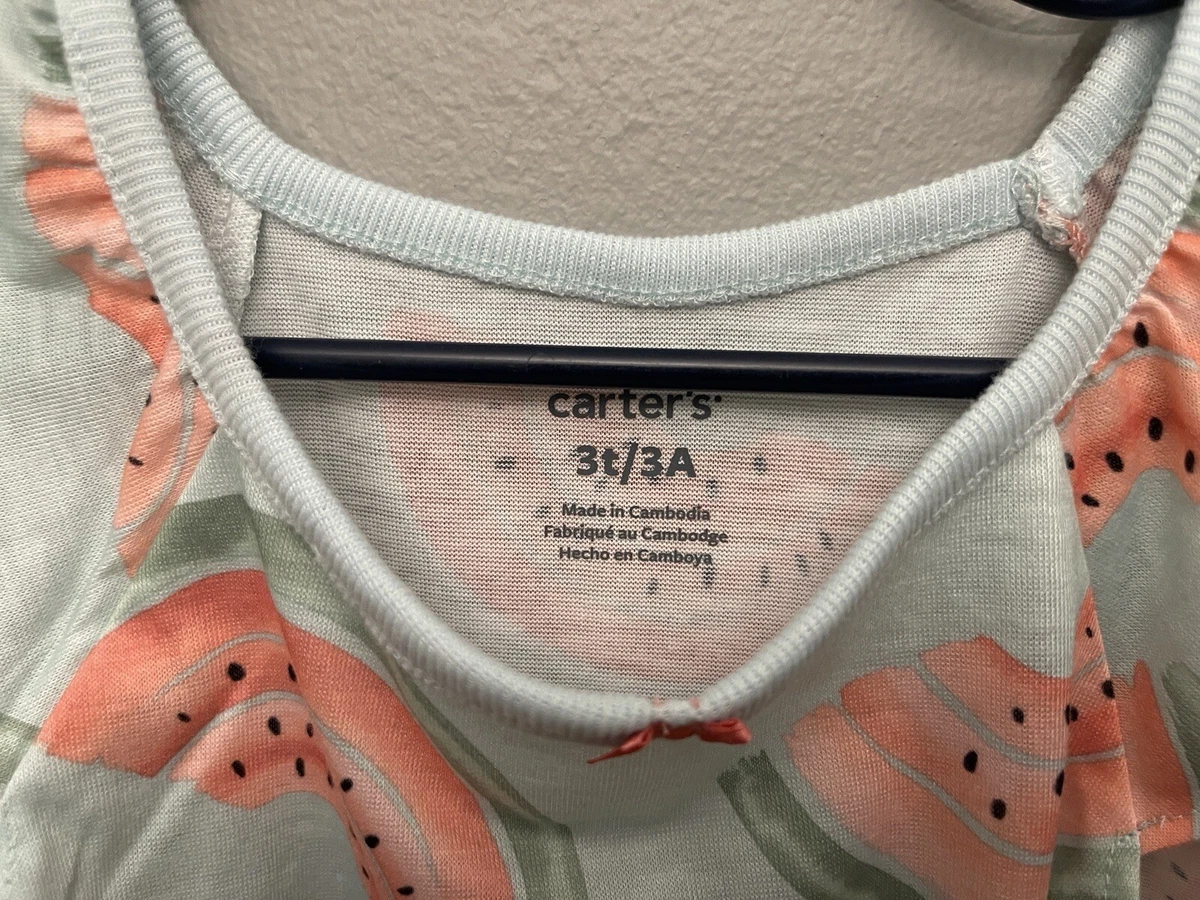 carter's
3t/3A
Made in Cambodia
Fabriqué au Cambodge
Hecho en Camboya